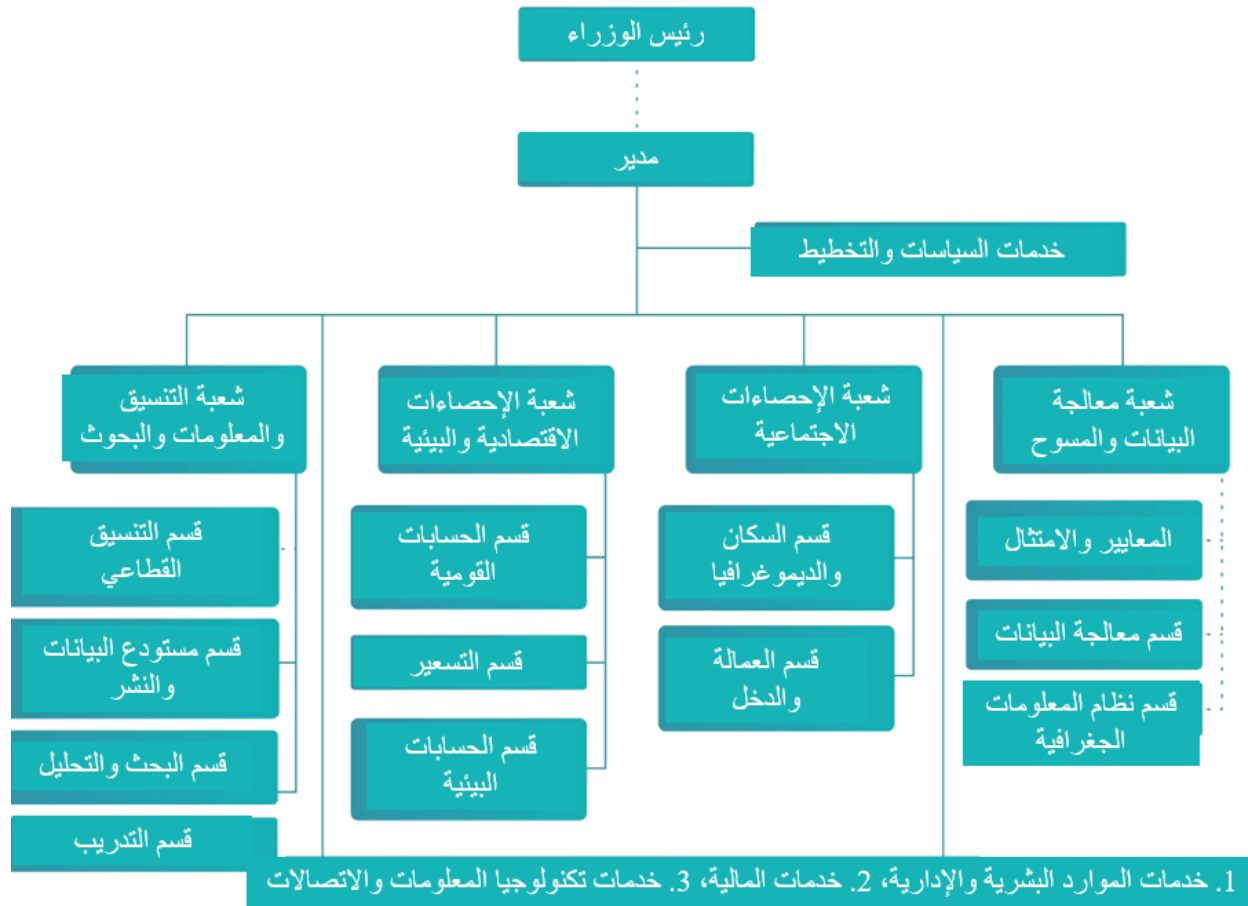 رئيس الوزراء
مدير
خدمات السياسات والتخطيط
شعبة معالجة
البيانات والمسوح
المعايير والامتثال
قسم معالجة البيانات
قسم نظام المعلومات
الجغرافية
شعبة الإحصاءات
الاجتماعية
قسم السكان
والديموغرافيا
قسم العمالة
والدخل
شعبة الإحصاءات
الاقتصادية والبيئية
قسم الحسابات
القومية
قسم التسعير
قسم الحسابات
البيئية
شعبة التنسيق
والمعلومات والبحوث
قسم التنسيق
القطاعي
قسم مستودع البيانات
والنشر
قسم البحث والتحليل
قسم التدريب
1. خدمات الموارد البشرية والإدارية، 2. خدمات المالية، 3. خدمات تكنولوجيا المعلومات والاتصالات